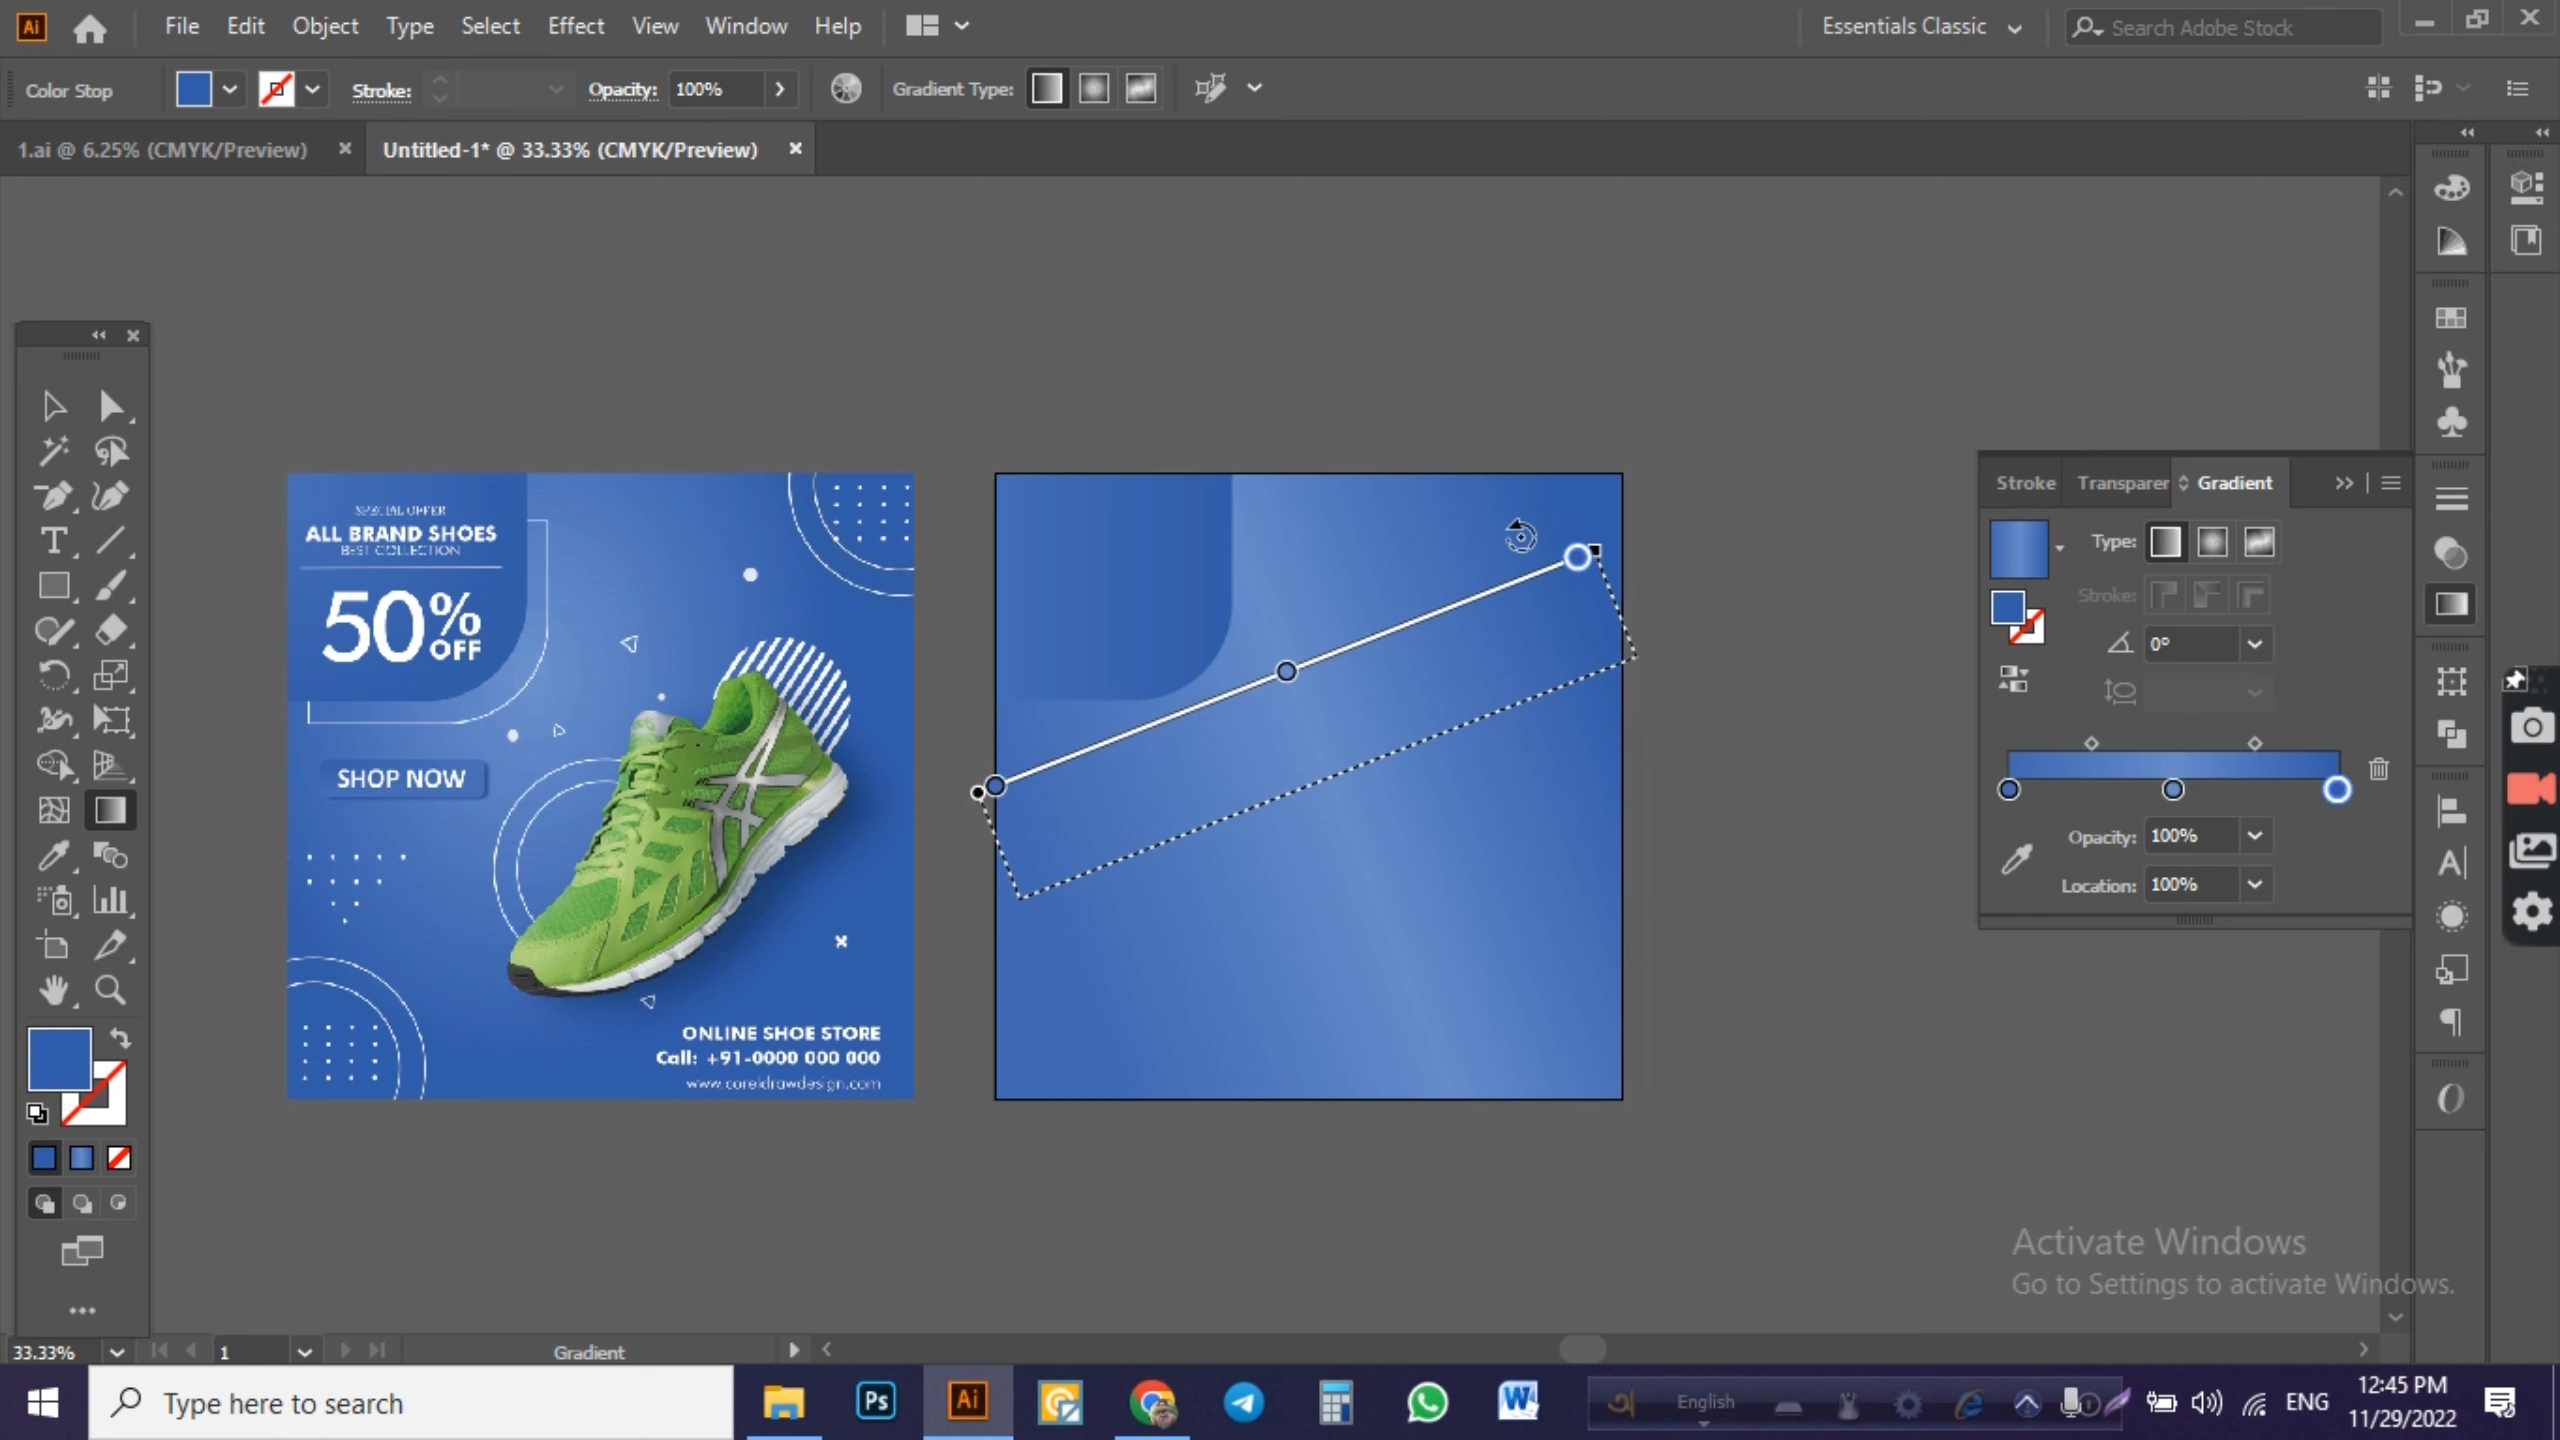 Ai File Edit Object Type Select Effect View Window Help Essentials Classic Search Adobe Stock
Color Stop Stroke: Opacity: 100% Gradient Type:
1.ai @ 6.25% (CMYK/Preview) Untitled-1* @ 33.33% (CMYK/Preview)
SPECIAL OFFER
ALL BRAND SHOES
BEST COLLECTION
50%
OFF
SHOP NOW
ONLINE SHOE STORE
Call: +91-0000 000 000
www.coreldrawdesign.com
Stroke Transparer Gradient
Type:
Stroke:
0°
Opacity: 100%
Location: 100%
Activate Windows
Go to Settings to activate Windows.
33.33% 1 Gradient
Type here to search
Ps
Ai
English
ENG
12:45 PM
11/29/2022